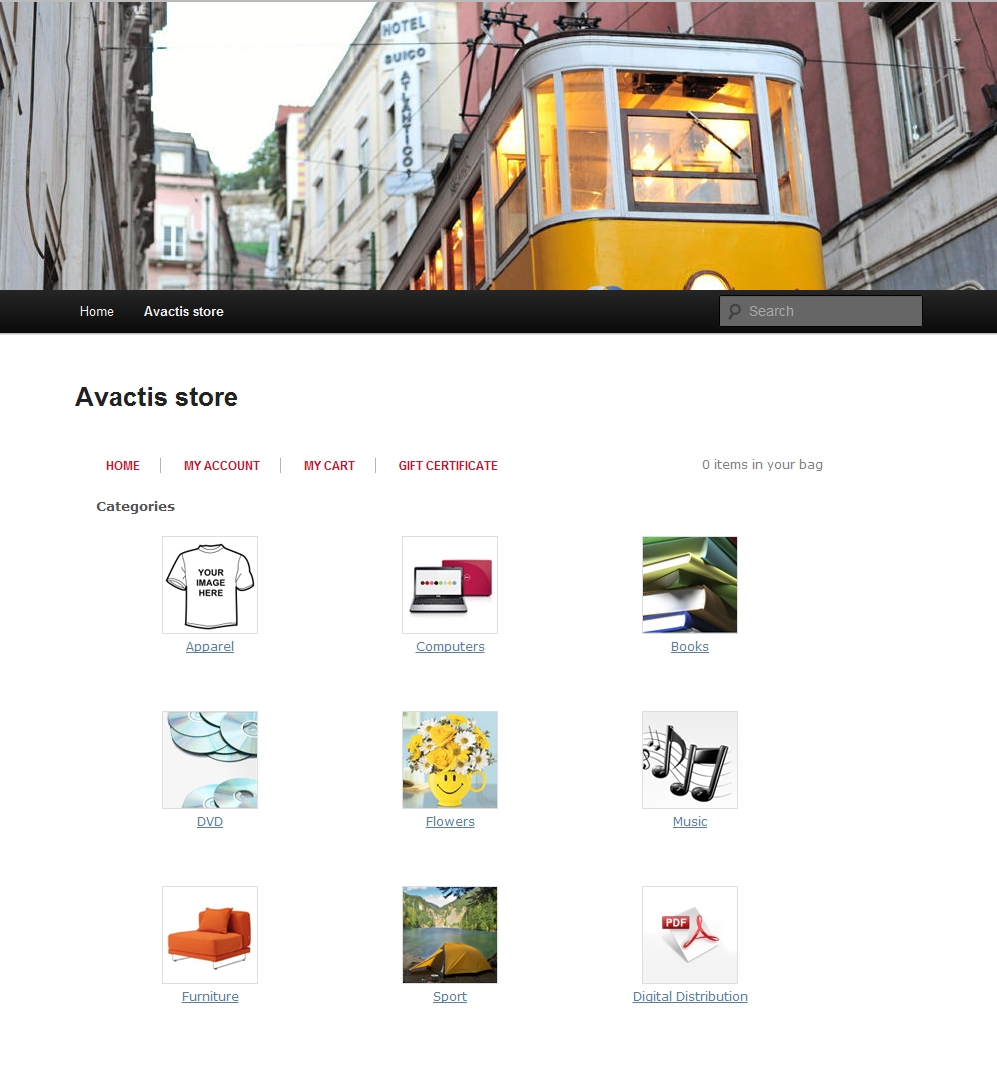 HOTEL
SUIÇO
ATLANTICO
Home Avactis store Search
Avactis store
HOME MY ACCOUNT MY CART GIFT CERTIFICATE 0 items in your bag
Categories
YOUR
IMAGE
HERE
Apparel Computers Books
DVD Flowers Music
PDF
Furniture Sport Digital Distribution